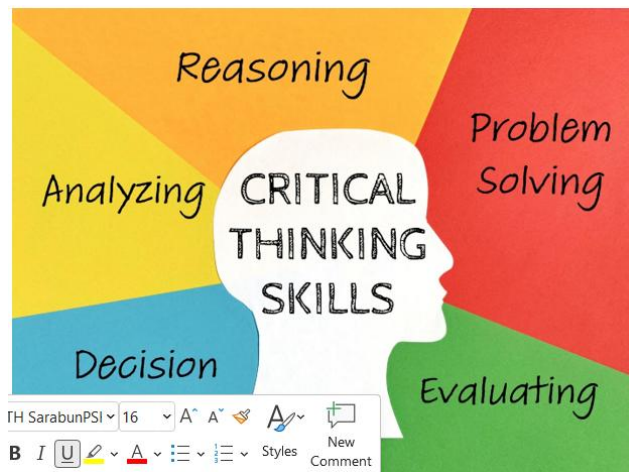 Reasoning
Problem
Solving
Analyzing
CRITICAL
THINKING
SKILLS
Decision
Evaluating
TH SarabunPSI
16
A A A
B I U A
Styles
New
Comment